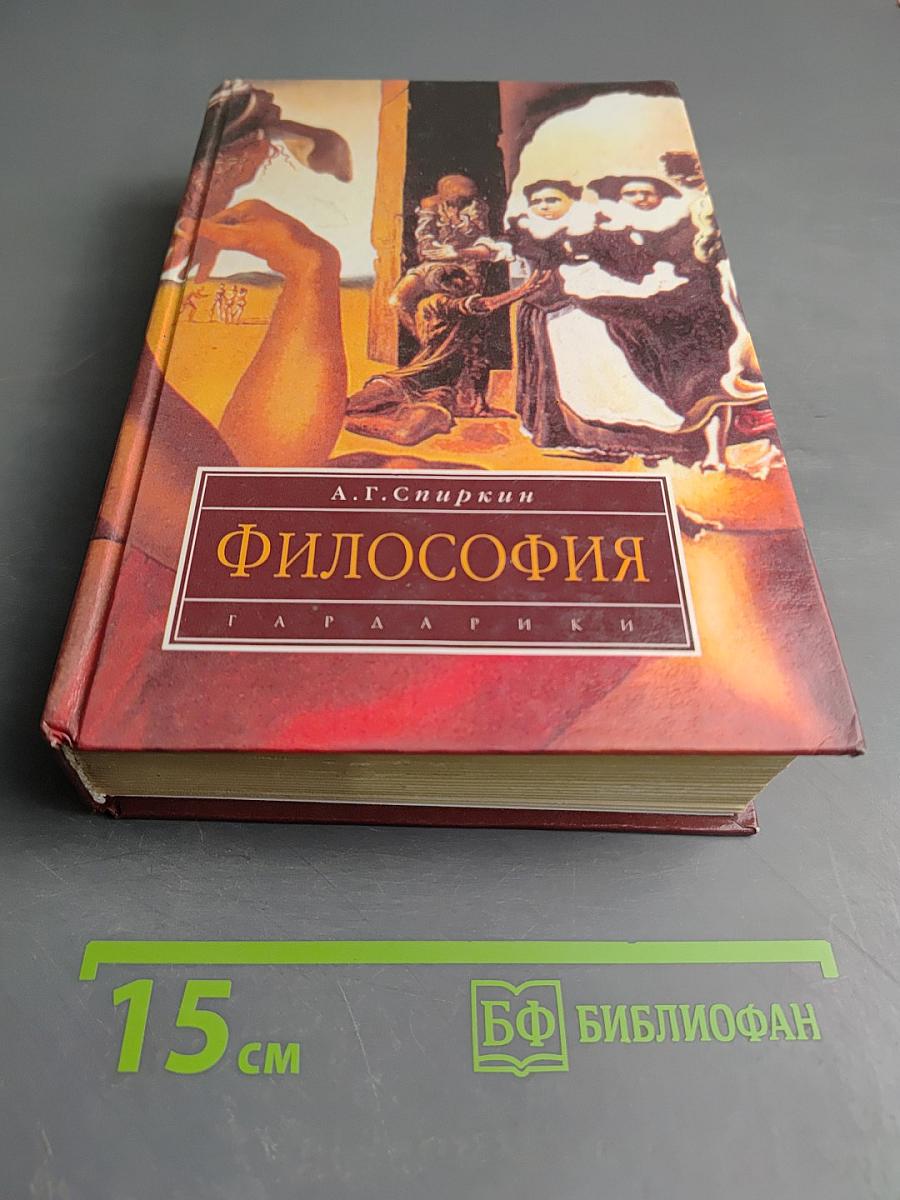 А.Г.Спиркин
ФИЛОСОФИЯ
ГАРДАРИКИ
15 см
БФ БИБЛИОФАН